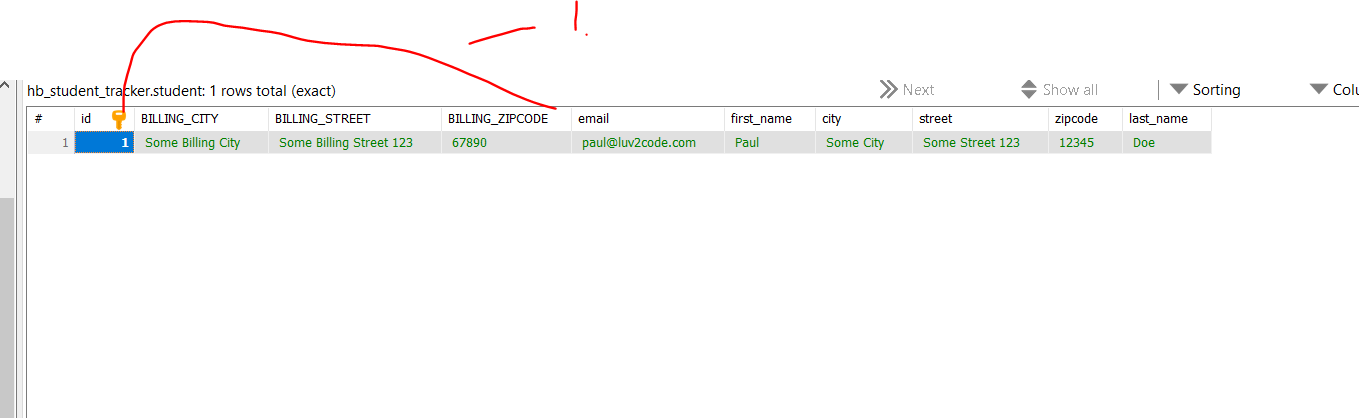 1.
hb_student_tracker.student: 1 rows total (exact) Next Show all Sorting Colu
# id BILLING_CITY BILLING_STREET BILLING_ZIPCODE email first_name city street zipcode last_name
1 1 Some Billing City Some Billing Street 123 67890 paul@luv2code.com Paul Some City Some Street 123 12345 Doe